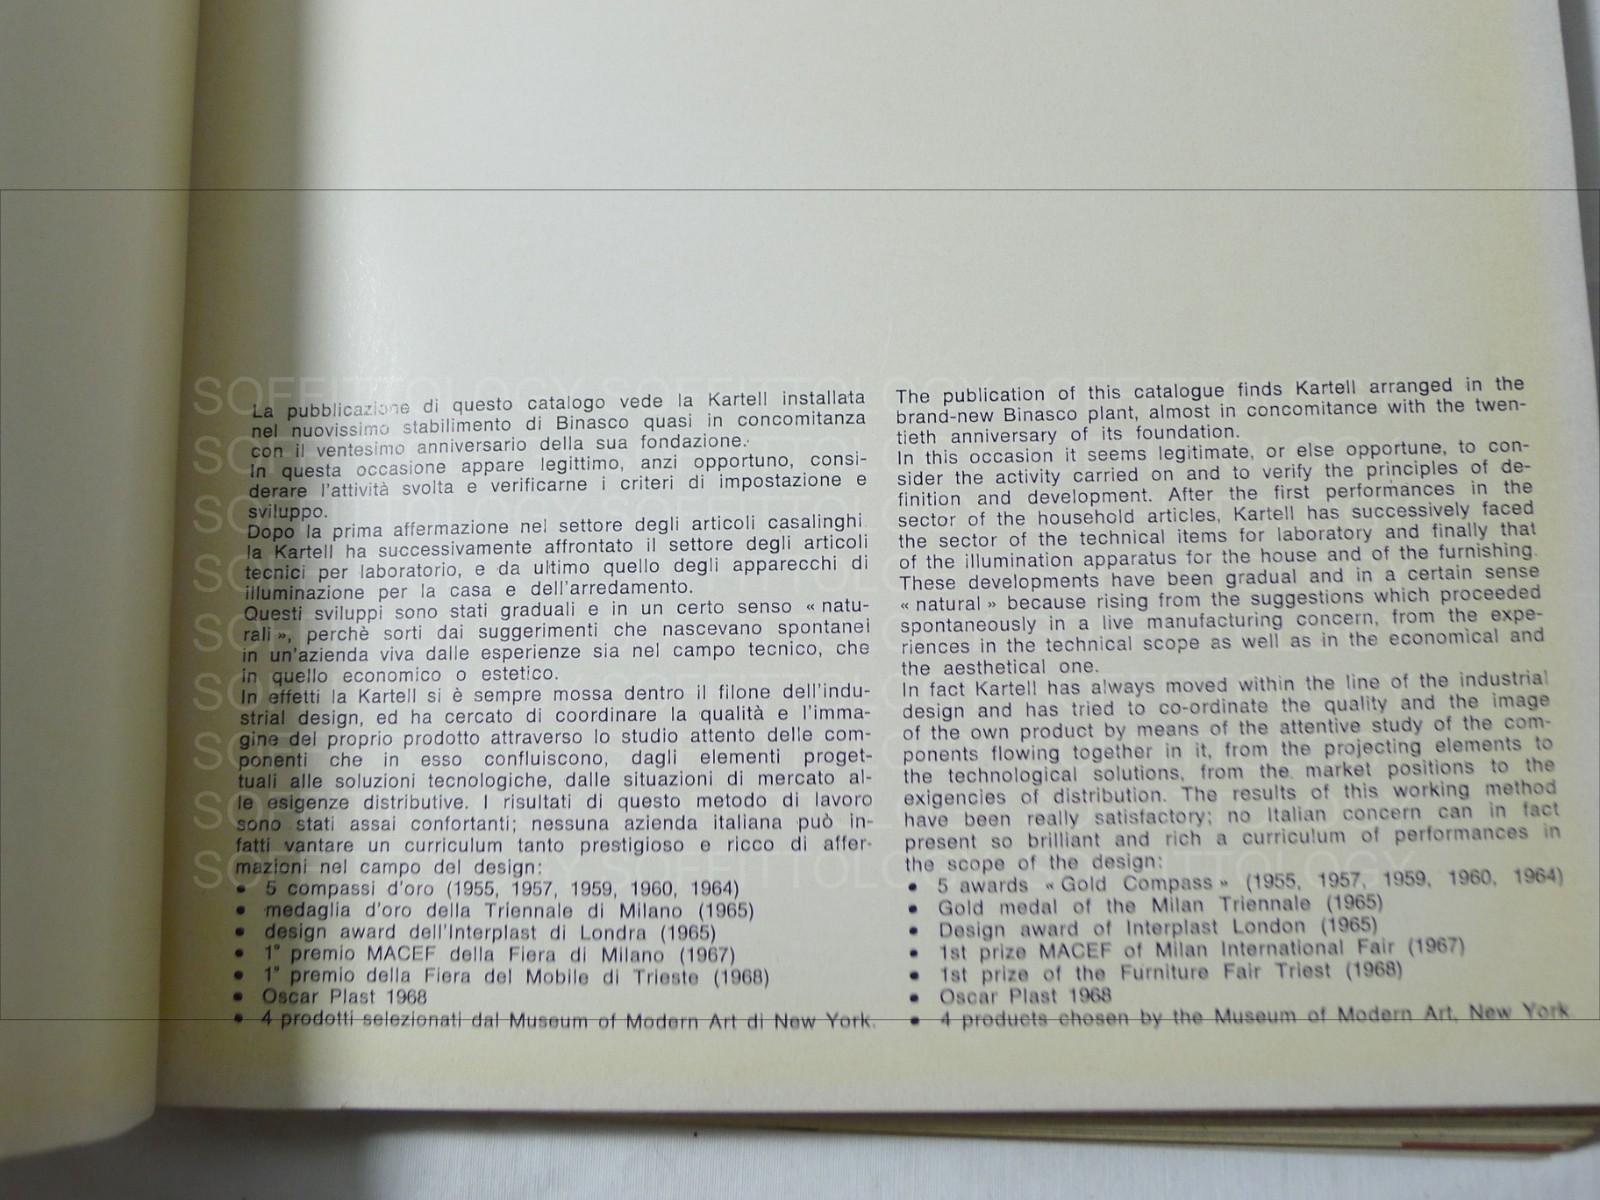 La pubblicazione di questo catalogo vede la Kartell installata
nel nuovissimo stabilimento di Binasco quasi in concomitanza
con il ventesimo anniversario della sua fondazione.
In questa occasione appare legittimo, anzi opportuno, consi-
derare l'attività svolta e verificarne i criteri di impostazione e
sviluppo.
Dopo la prima affermazione nel settore degli articoli casalinghi
la Kartell ha successivamente affrontato il settore degli articoli
tecnici per laboratorio, e da ultimo quello degli apparecchi di
illuminazione per la casa e dell'arredamento.
Questi sviluppi sono stati graduali e in un certo senso « natu-
rali », perchè sorti dai suggerimenti che nascevano spontanei
in un'azienda viva dalle esperienze sia nel campo tecnico, che
in quello economico o estetico.
In effetti la Kartell si è sempre mossa dentro il filone dell'indu-
strial design, ed ha cercato di coordinare la qualità e l'imma-
gine del proprio prodotto attraverso lo studio attento delle com-
ponenti che in esso confluiscono, dagli elementi proget-
tuali alle soluzioni tecnologiche, dalle situazioni di mercato al-
le esigenze distributive. I risultati di questo metodo di lavoro
sono stati assai confortanti; nessuna azienda italiana può in-
fatti vantare un curriculum tanto prestigioso e ricco di affer-
mazioni nel campo del design:
• 5 compassi d'oro (1955, 1957, 1959, 1960, 1964)
• medaglia d'oro della Triennale di Milano (1965)
• design award dell'Interplast di Londra (1965)
• 1° premio MACEF della Fiera di Milano (1967)
• 1° premio della Fiera del Mobile di Trieste (1968)
• Oscar Plast 1968
• 4 prodotti selezionati dal Museum of Modern Art di New York.
The publication of this catalogue finds Kartell arranged in the
brand-new Binasco plant, almost in concomitance with the twen-
tieth anniversary of its foundation.
In this occasion it seems legitimate, or else opportune, to con-
sider the activity carried on and to verify the principles of de-
finition and development. After the first performances in the
sector of the household articles, Kartell has successively faced
the sector of the technical items for laboratory and finally that
of the illumination apparatus for the house and of the furnishing.
These developments have been gradual and in a certain sense
« natural » because rising from the suggestions which proceeded
spontaneously in a live manufacturing concern, from the expe-
riences in the technical scope as well as in the economical and
the aesthetical one.
In fact Kartell has always moved within the line of the industrial
design and has tried to co-ordinate the quality and the image
of the own product by means of the attentive study of the com-
ponents flowing together in it, from the projecting elements to
the technological solutions, from the market positions to the
exigencies of distribution. The results of this working method
have been really satisfactory; no Italian concern can in fact
present so brilliant and rich a curriculum of performances in
the scope of the design:
• 5 awards « Gold Compass » (1955, 1957, 1959, 1960, 1964)
• Gold medal of the Milan Triennale (1965)
• Design award of Interplast London (1965)
• 1st prize MACEF of Milan International Fair (1967)
• 1st prize of the Furniture Fair Triest (1968)
• Oscar Plast 1968
• 4 products chosen by the Museum of Modern Art, New York